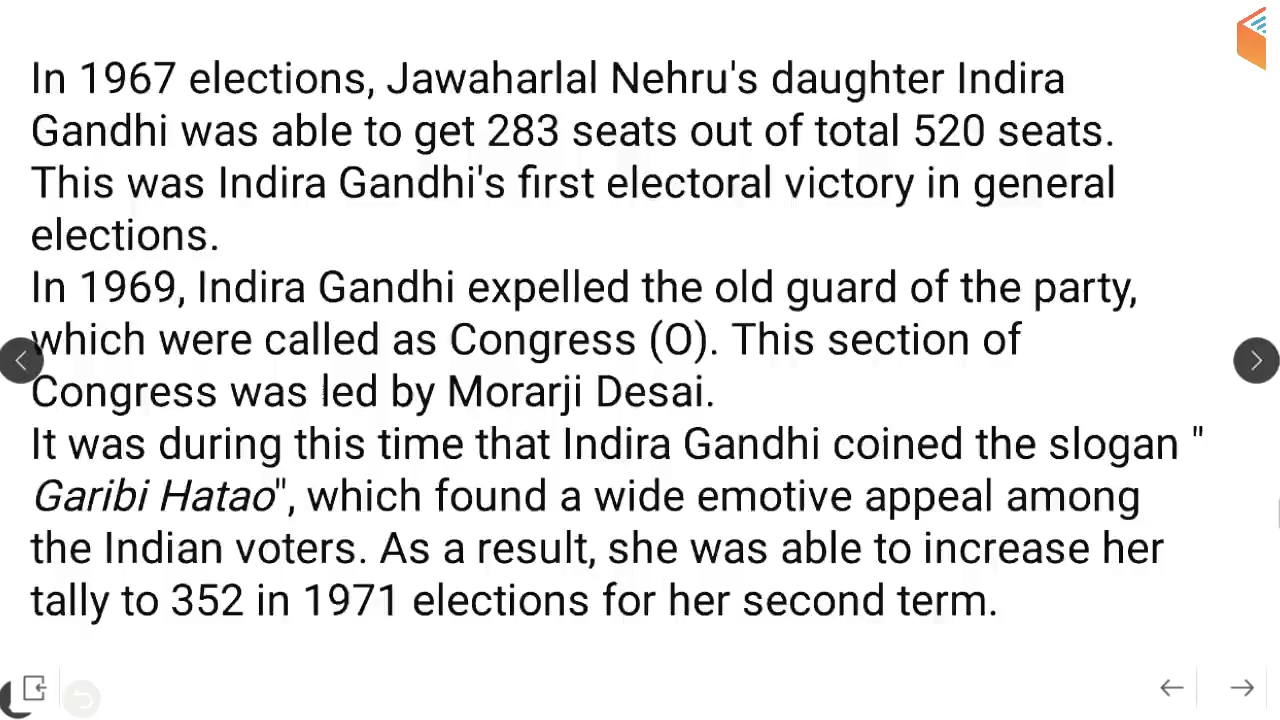 In 1967 elections, Jawaharlal Nehru's daughter Indira
Gandhi was able to get 283 seats out of total 520 seats.
This was Indira Gandhi's first electoral victory in general
elections.
In 1969, Indira Gandhi expelled the old guard of the party,
which were called as Congress (O). This section of
Congress was led by Morarji Desai.
It was during this time that Indira Gandhi coined the slogan "
Garibi Hatao", which found a wide emotive appeal among
the Indian voters. As a result, she was able to increase her
tally to 352 in 1971 elections for her second term.